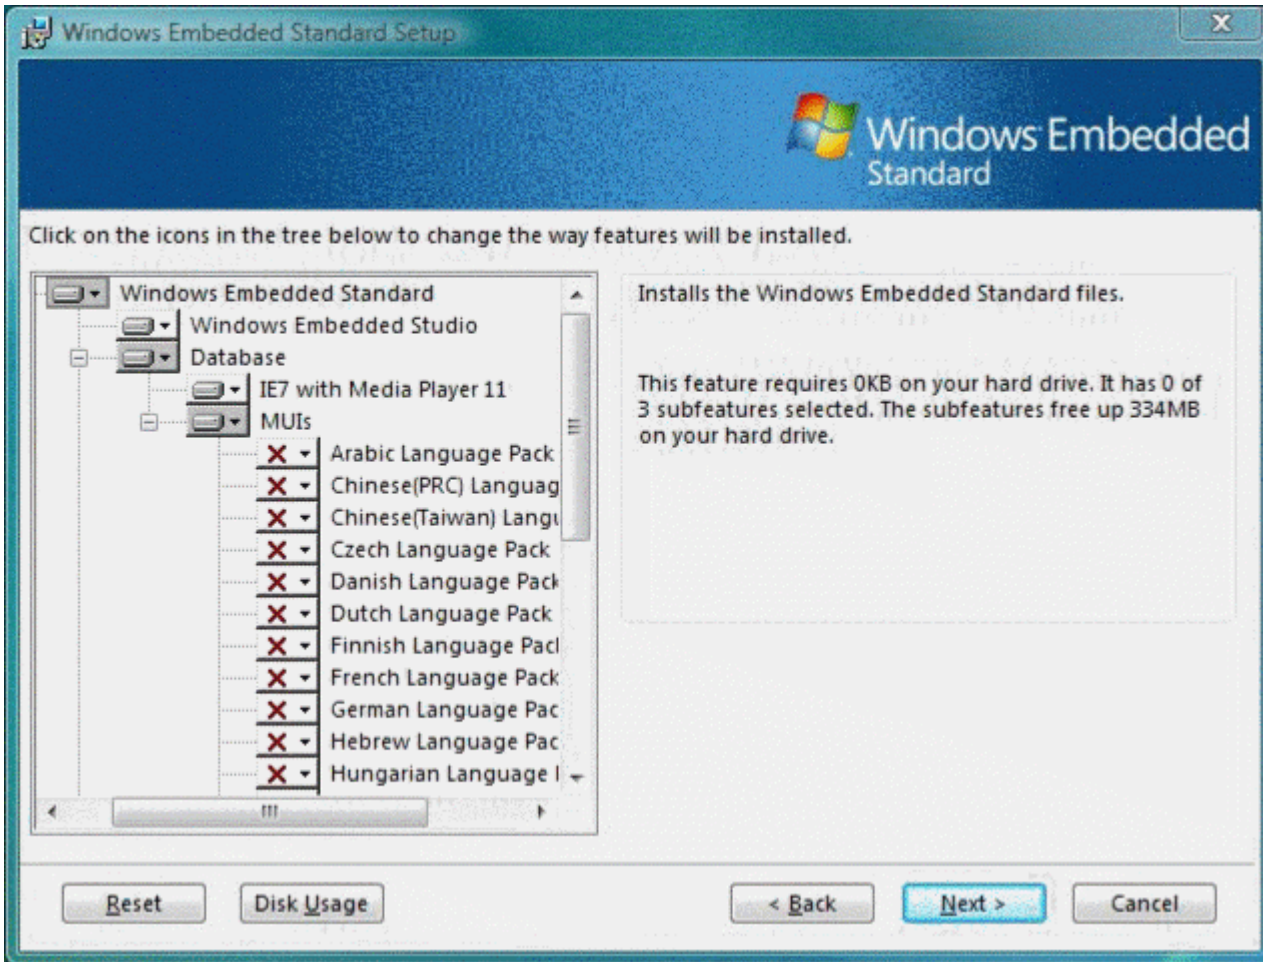 Windows Embedded Standard Setup
Windows Embedded
Standard
Click on the icons in the tree below to change the way features will be installed.
Windows Embedded Standard
Windows Embedded Studio
Database
IE7 with Media Player 11
MUIs
Arabic Language Pack
Chinese(PRC) Languag
Chinese(Taiwan) Langu
Czech Language Pack
Danish Language Pack
Dutch Language Pack
Finnish Language Pacl
French Language Pack
German Language Pac
Hebrew Language Pac
Hungarian Language I
Installs the Windows Embedded Standard files.
This feature requires 0KB on your hard drive. It has 0 of
3 subfeatures selected. The subfeatures free up 334MB
on your hard drive.
Reset
Disk Usage
< Back
Next >
Cancel